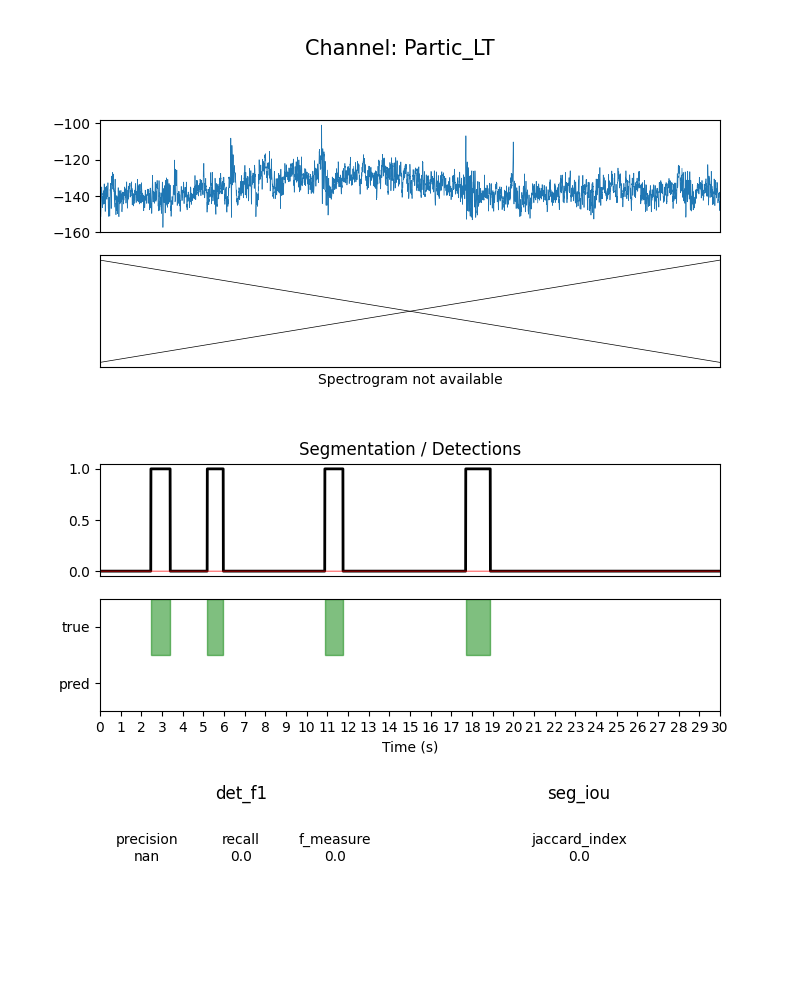 Channel: Partic_LT
−100
−120
−140
−160
Spectrogram not available
Segmentation / Detections
1.0
0.5
0.0
true
pred
0 1 2 3 4 5 6 7 8 9 10 11 12 13 14 15 16 17 18 19 20 21 22 23 24 25 26 27 28 29 30
Time (s)
det_f1 seg_iou
precision recall f_measure jaccard_index
nan 0.0 0.0 0.0